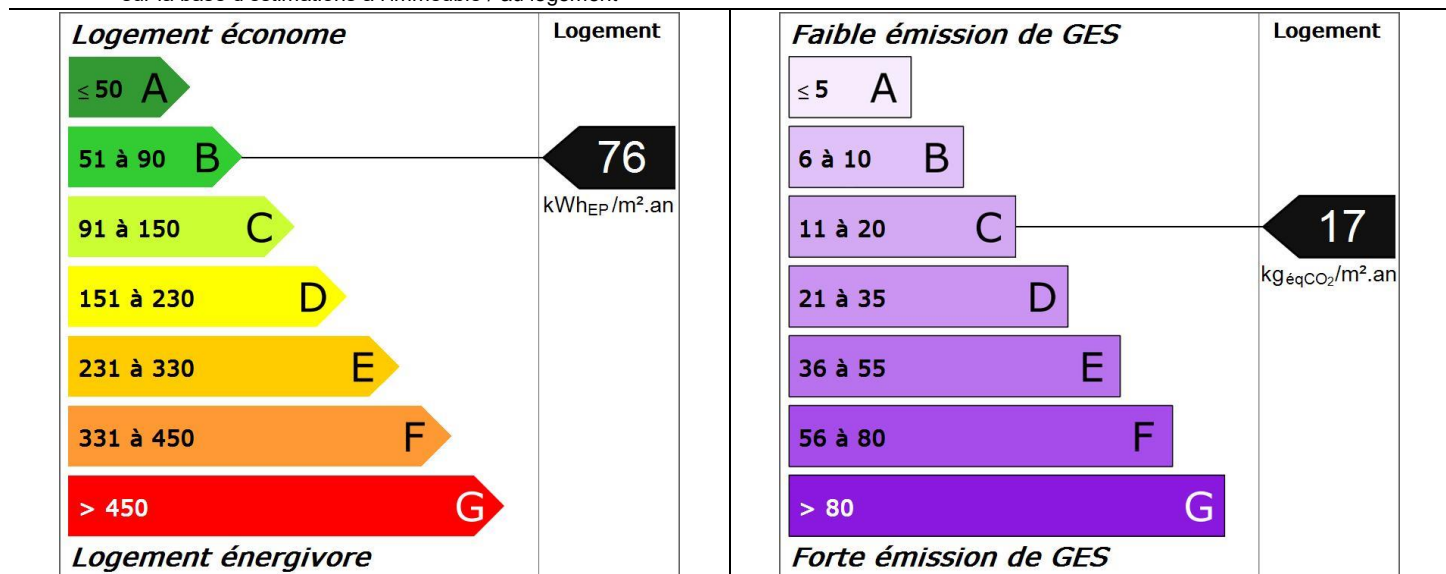 Logement économe Logement
≤ 50 A
51 à 90 B 76
kWhEP/m².an
91 à 150 C
151 à 230 D
231 à 330 E
331 à 450 F
> 450 G
Logement énergivore
Faible émission de GES Logement
≤ 5 A
6 à 10 B
11 à 20 C 17
kgéqCO2/m².an
21 à 35 D
36 à 55 E
56 à 80 F
> 80 G
Forte émission de GES